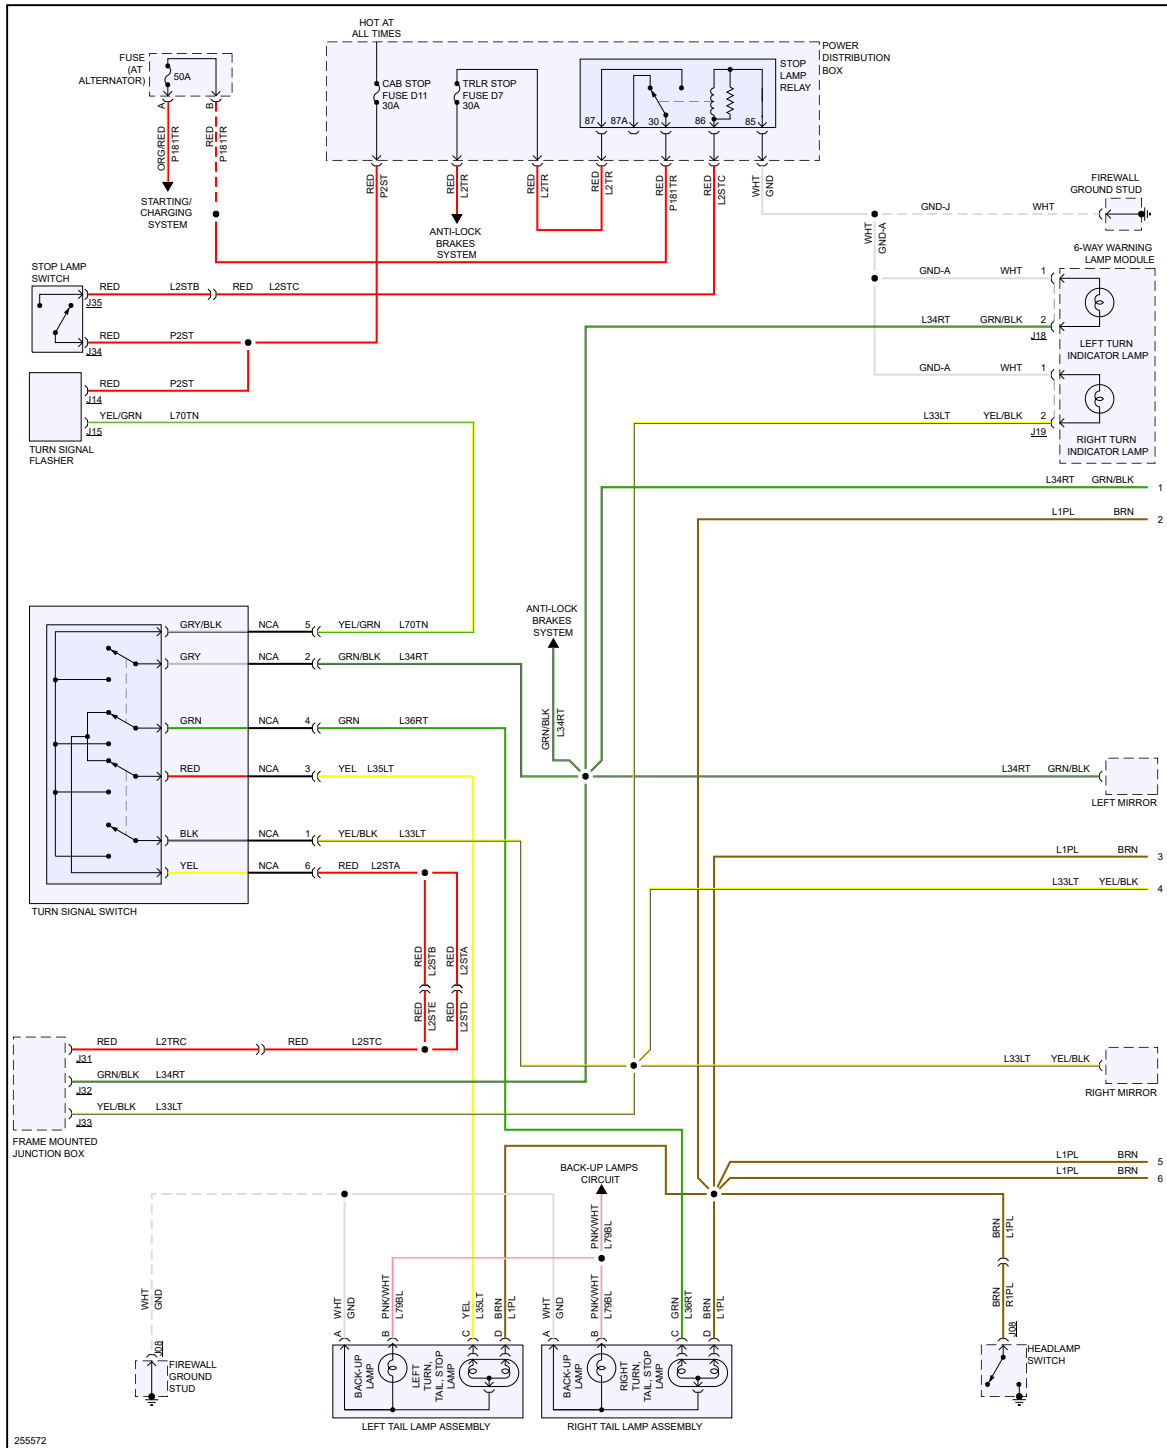 HOT AT
ALL TIMES
FUSE
(AT
ALTERNATOR)
50A
A
B
ORG/RED
P181TR
RED
P181TR
STARTING/
CHARGING
SYSTEM
CAB STOP
FUSE D11
30A
TRLR STOP
FUSE D7
30A
STOP
LAMP
RELAY
POWER
DISTRIBUTION
BOX
87
87A
30
86
85
RED
P2ST
RED
L2TR
RED
L2TR
RED
L2TR
RED
P181TR
RED
L2STC
WHT
GND
ANTI-LOCK
BRAKES
SYSTEM
FIREWALL
GROUND STUD
GND-J WHT
WHT
GND-A
6-WAY WARNING
LAMP MODULE
GND-A WHT 1
L34RT GRN/BLK 2
J18
LEFT TURN
INDICATOR LAMP
GND-A WHT 1
L33LT YEL/BLK 2
J19
RIGHT TURN
INDICATOR LAMP
STOP LAMP
SWITCH
RED L2STB RED L2STC
J35
RED P2ST
J34
RED P2ST
J14
YEL/GRN L70TN
J15
TURN SIGNAL
FLASHER
L34RT GRN/BLK 1
L1PL BRN 2
ANTI-LOCK
BRAKES
SYSTEM
GRN/BLK
L34RT
GRY/BLK NCA 5 YEL/GRN L70TN
GRY NCA 2 GRN/BLK L34RT
GRN NCA 4 GRN L36RT
RED NCA 3 YEL L35LT
BLK NCA 1 YEL/BLK L33LT
YEL NCA 6 RED L2STA
TURN SIGNAL SWITCH
L34RT GRN/BLK
LEFT MIRROR
L1PL BRN 3
L33LT YEL/BLK 4
RED
L2STB
RED
L2STA
RED
L2STE
RED
L2STD
RED L2TRC RED L2STC
J31
GRN/BLK L34RT
J32
YEL/BLK L33LT
J33
FRAME MOUNTED
JUNCTION BOX
L33LT YEL/BLK
RIGHT MIRROR
L1PL BRN 5
L1PL BRN 6
BACK-UP LAMPS
CIRCUIT
PNK/WHT
L79BL
WHT
GND
J08
FIREWALL
GROUND
STUD
WHT
GND
A
PNK/WHT
L79BL
B
YEL
L35LT
C
BRN
L1PL
D
WHT
GND
A
PNK/WHT
L79BL
B
GRN
L36RT
C
BRN
L1PL
D
BRN
L1PL
BRN
R1PL
J08
HEADLAMP
SWITCH
BACK-UP
LAMP
LEFT
TURN,
TAIL, STOP
LAMP
LEFT TAIL LAMP ASSEMBLY
BACK-UP
LAMP
RIGHT
TURN,
TAIL, STOP
LAMP
RIGHT TAIL LAMP ASSEMBLY
255572